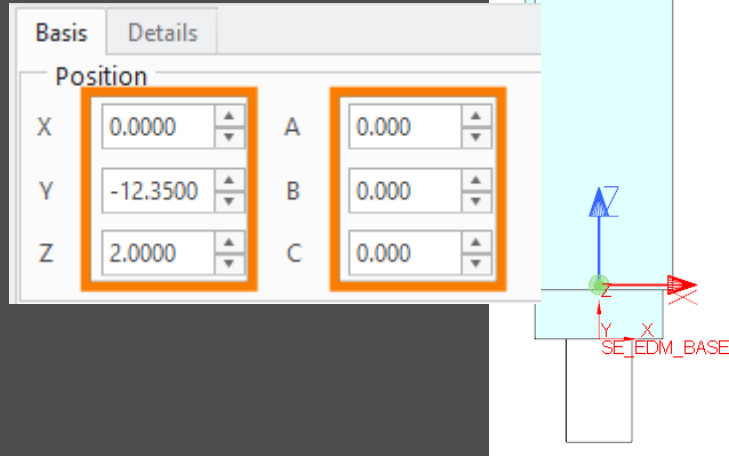 Basis Details
Position
X 0.0000 A 0.000
Y -12.3500 B 0.000
Z 2.0000 C 0.000
Z
X
Z
Y X
SE_EDM_BASE